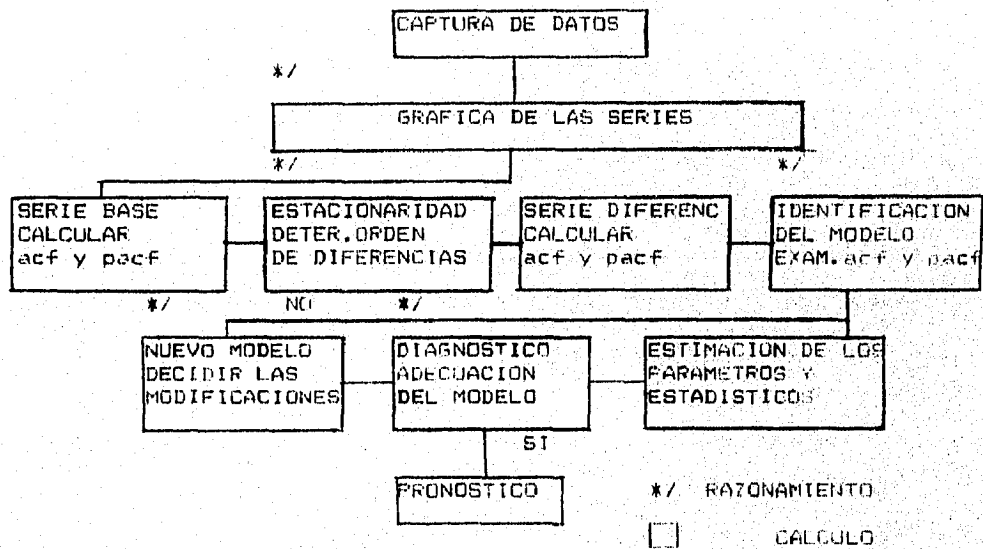 CAPTURA DE DATOS
*/
GRAFICA DE LAS SERIES
*/
*/
SERIE BASE
CALCULAR
acf y pacf
ESTACIONARIDAD
DETER.ORDEN
DE DIFERENCIAS
SERIE DIFERENC
CALCULAR
acf y pacf
IDENTIFICACION
DEL MODELO
EXAM.acf y pacf
*/
NO
*/
NUEVO MODELO
DECIDIR LAS
MODIFICACIONES
DIAGNOSTICO
ADECUACION
DEL MODELO
ESTIMACION DE LOS
PARAMETROS Y
ESTADISTICOS
SI
PRONOSTICO
*/ RAZONAMIENTO
CALCULO